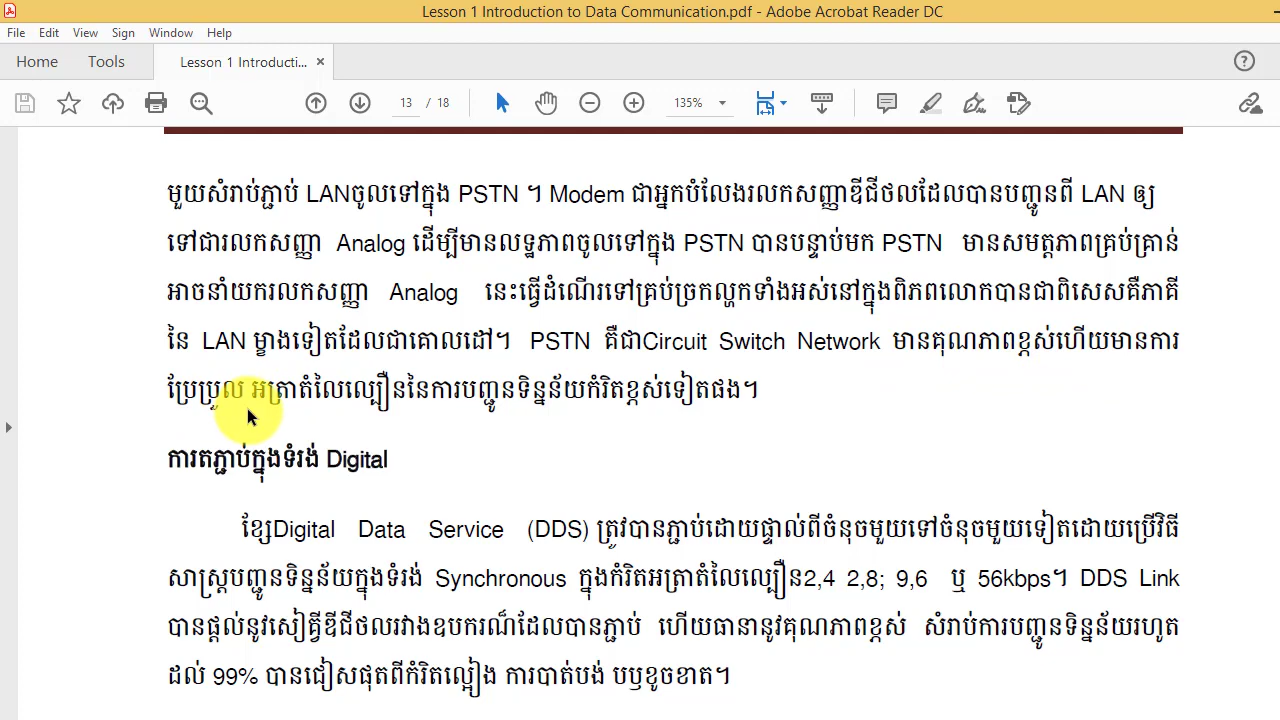 Lesson 1 Introduction to Data Communication.pdf - Adobe Acrobat Reader DC
File Edit View Sign Window Help
Home Tools Lesson 1 Introducti... ×
13 / 18 135%
មួយសំរាប់ភ្ជាប់ LANចូលទៅក្នុង PSTN ។ Modem ជាអ្នកបំលែងរលកសញ្ញាឌីជីថលដែលបានបញ្ជូនពី LAN ឲ្យ
ទៅជារលកសញ្ញា Analog ដើម្បីមានលទ្ធភាពចូលទៅក្នុង PSTN បានបន្ទាប់មក PSTN មានសមត្តភាពគ្រប់គ្រាន់
អាចនាំយករលកសញ្ញា Analog នេះធ្វើដំណើរទៅគ្រប់ច្រកល្ហកទាំងអស់នៅក្នុងពិភពលោកបានជាពិសេសគឺភាគី
នៃ LAN ម្ខាងទៀតដែលជាគោលដៅ។ PSTN គឺជាCircuit Switch Network មានគុណភាពខ្ភស់ហើយមានការ
ប្រែប្រួល អត្រាតំលៃល្បឿននៃការបញ្ជូនទិន្នន័យកំរិតខ្ភស់ទៀតផង។
ការតភ្ជាប់ក្នុងទំរង់ Digital
ខ្សែDigital Data Service (DDS) ត្រូវបានភ្ជាប់ដោយផ្ទាល់ពីចំនុចមួយទៅចំនុចមួយទៀតដោយប្រើវិធី
សាស្ត្របញ្ជូនទិន្នន័យក្នុងទំរង់ Synchronous ក្នុងកំរិតអត្រាតំលៃល្បឿន2,4 2,8; 9,6 ឬ 56kbps។ DDS Link
បានផ្តល់នូវសៀគ្វីឌីជីថលរវាងឧបករណ៏ដែលបានភ្ជាប់ ហើយធានានូវគុណភាពខ្ភស់ សំរាប់ការបញ្ជូនទិន្នន័យរហូត
ដល់ 99% បានជៀសផុតពីកំរិតល្អៀង ការបាត់បង់ បឬខូចខាត។